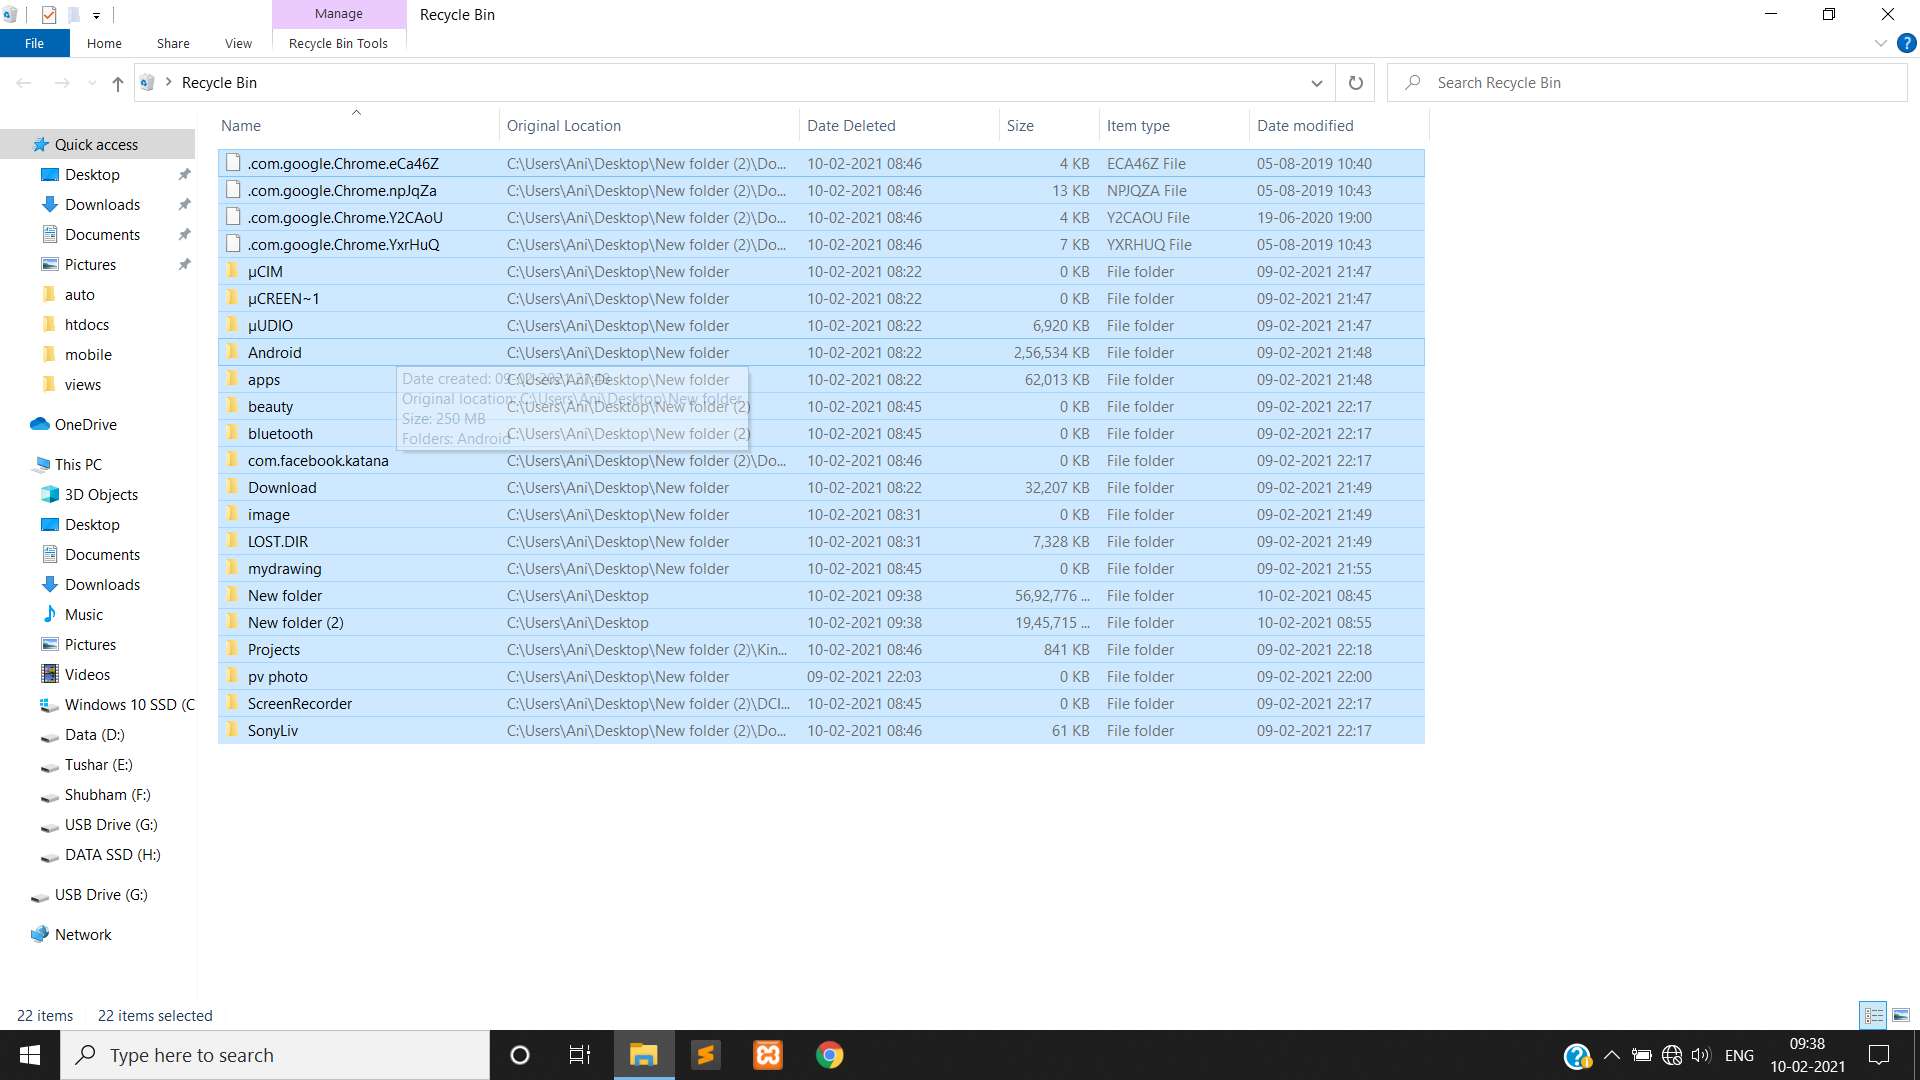 Manage
Recycle Bin
File
Home
Share
View
Recycle Bin Tools
?
Recycle Bin
Search Recycle Bin
Name
Original Location
Date Deleted
Size
Item type
Date modified
Quick access
Desktop
Downloads
Documents
Pictures
auto
htdocs
mobile
views
OneDrive
This PC
3D Objects
Desktop
Documents
Downloads
Music
Pictures
Videos
Windows 10 SSD (C
Data (D:)
Tushar (E:)
Shubham (F:)
USB Drive (G:)
DATA SSD (H:)
USB Drive (G:)
Network
.com.google.Chrome.eCa46Z C:\Users\Ani\Desktop\New folder (2)\Do... 10-02-2021 08:46 4 KB ECA46Z File 05-08-2019 10:40
.com.google.Chrome.npJqZa C:\Users\Ani\Desktop\New folder (2)\Do... 10-02-2021 08:46 13 KB NPJQZA File 05-08-2019 10:43
.com.google.Chrome.Y2CAoU C:\Users\Ani\Desktop\New folder (2)\Do... 10-02-2021 08:46 4 KB Y2CAOU File 19-06-2020 19:00
.com.google.Chrome.YxrHuQ C:\Users\Ani\Desktop\New folder (2)\Do... 10-02-2021 08:46 7 KB YXRHUQ File 05-08-2019 10:43
µCIM C:\Users\Ani\Desktop\New folder 10-02-2021 08:22 0 KB File folder 09-02-2021 21:47
µCREEN~1 C:\Users\Ani\Desktop\New folder 10-02-2021 08:22 0 KB File folder 09-02-2021 21:47
µUDIO C:\Users\Ani\Desktop\New folder 10-02-2021 08:22 6,920 KB File folder 09-02-2021 21:47
Android C:\Users\Ani\Desktop\New folder 10-02-2021 08:22 2,56,534 KB File folder 09-02-2021 21:48
apps C:\Users\Ani\Desktop\New folder 10-02-2021 08:22 62,013 KB File folder 09-02-2021 21:48
beauty C:\Users\Ani\Desktop\New folder (2) 10-02-2021 08:45 0 KB File folder 09-02-2021 22:17
bluetooth C:\Users\Ani\Desktop\New folder (2) 10-02-2021 08:45 0 KB File folder 09-02-2021 22:17
com.facebook.katana C:\Users\Ani\Desktop\New folder (2)\Do... 10-02-2021 08:46 0 KB File folder 09-02-2021 22:17
Download C:\Users\Ani\Desktop\New folder 10-02-2021 08:22 32,207 KB File folder 09-02-2021 21:49
image C:\Users\Ani\Desktop\New folder 10-02-2021 08:31 0 KB File folder 09-02-2021 21:49
LOST.DIR C:\Users\Ani\Desktop\New folder 10-02-2021 08:31 7,328 KB File folder 09-02-2021 21:49
mydrawing C:\Users\Ani\Desktop\New folder 10-02-2021 08:45 0 KB File folder 09-02-2021 21:55
New folder C:\Users\Ani\Desktop 10-02-2021 09:38 56,92,776 ... File folder 10-02-2021 08:45
New folder (2) C:\Users\Ani\Desktop 10-02-2021 09:38 19,45,715 ... File folder 10-02-2021 08:55
Projects C:\Users\Ani\Desktop\New folder (2)\Kin... 10-02-2021 08:46 841 KB File folder 09-02-2021 22:18
pv photo C:\Users\Ani\Desktop\New folder 09-02-2021 22:03 0 KB File folder 09-02-2021 22:00
ScreenRecorder C:\Users\Ani\Desktop\New folder (2)\DCI... 10-02-2021 08:45 0 KB File folder 09-02-2021 22:17
SonyLiv C:\Users\Ani\Desktop\New folder (2)\Do... 10-02-2021 08:46 61 KB File folder 09-02-2021 22:17
Date created: 09-02-2021 21:48
Original location: C:\Users\Ani\Desktop\New folder
Size: 250 MB
Folders: Android
22 items 22 items selected
Type here to search
ENG
09:38
10-02-2021